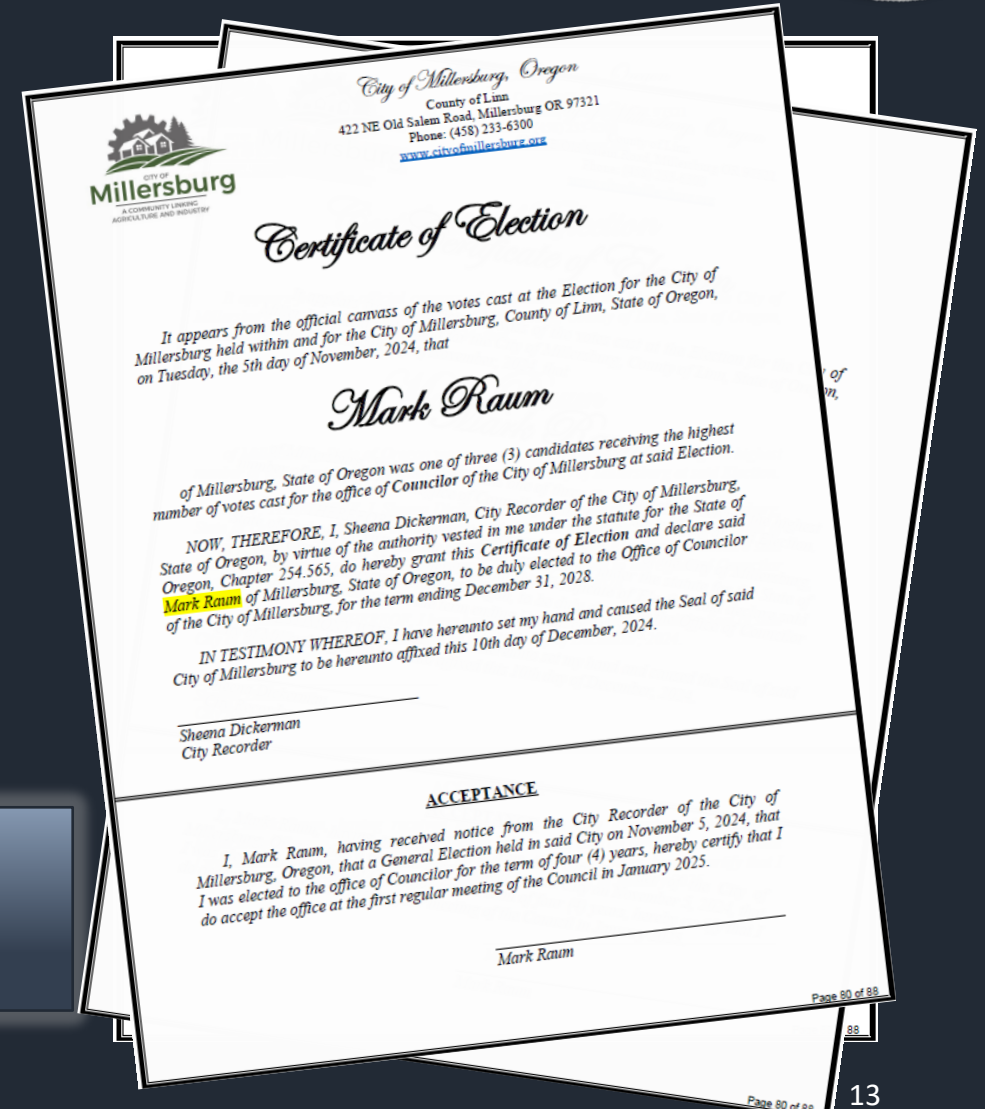 City of Millersburg, Oregon
County of Linn
422 NE Old Salem Road, Millersburg OR 97321
Phone: (458) 233-6300
www.cityofmillersburg.org
CITY OF
Millersburg
A COMMUNITY LINKING
AGRICULTURE AND INDUSTRY
Certificate of Election
It appears from the official canvass of the votes cast at the Election for the City of
Millersburg held within and for the City of Millersburg, County of Linn, State of Oregon,
on Tuesday, the 5th day of November, 2024, that
Mark Raum
of Millersburg, State of Oregon was one of three (3) candidates receiving the highest
number of votes cast for the office of Councilor of the City of Millersburg at said Election.
NOW, THEREFORE, I, Sheena Dickerman, City Recorder of the City of Millersburg,
State of Oregon, by virtue of the authority vested in me under the statute for the State of
Oregon, Chapter 254.565, do hereby grant this Certificate of Election and declare said
Mark Raum of Millersburg, State of Oregon, to be duly elected to the Office of Councilor
of the City of Millersburg, for the term ending December 31, 2028.
IN TESTIMONY WHEREOF, I have hereunto set my hand and caused the Seal of said
City of Millersburg to be hereunto affixed this 10th day of December, 2024.
Sheena Dickerman
City Recorder
ACCEPTANCE
I, Mark Raum, having received notice from the City Recorder of the City of
Millersburg, Oregon, that a General Election held in said City on November 5, 2024, that
I was elected to the office of Councilor for the term of four (4) years, hereby certify that I
do accept the office at the first regular meeting of the Council in January 2025.
Mark Raum
Page 80 of 88
of
on,
88
Page 80 of 88
13